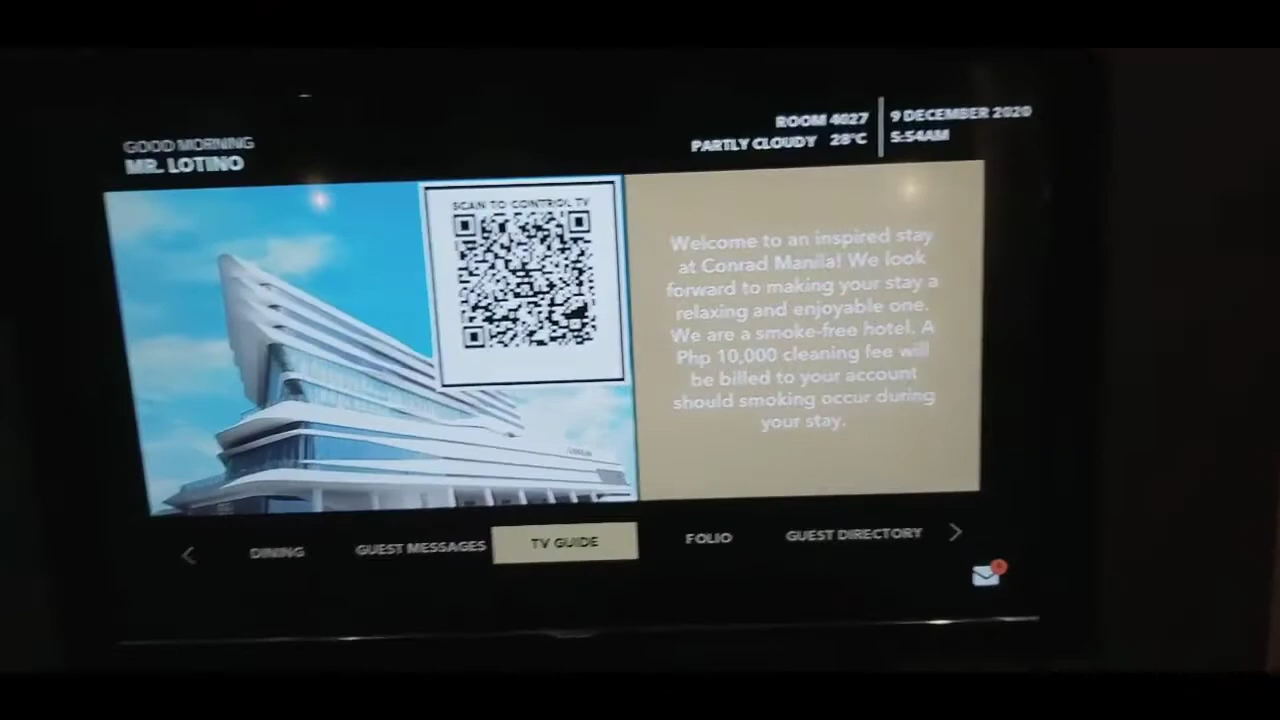 GOOD MORNING
MR. LOTINO
ROOM 4027
PARTLY CLOUDY 28°C
9 DECEMBER 2020
5:54AM
SCAN TO CONTROL TV
Welcome to an inspired stay
at Conrad Manila! We look
forward to making your stay a
relaxing and enjoyable one.
We are a smoke-free hotel. A
Php 10,000 cleaning fee will
be billed to your account
should smoking occur during
your stay.
DINING
GUEST MESSAGES
TV GUIDE
FOLIO
GUEST DIRECTORY